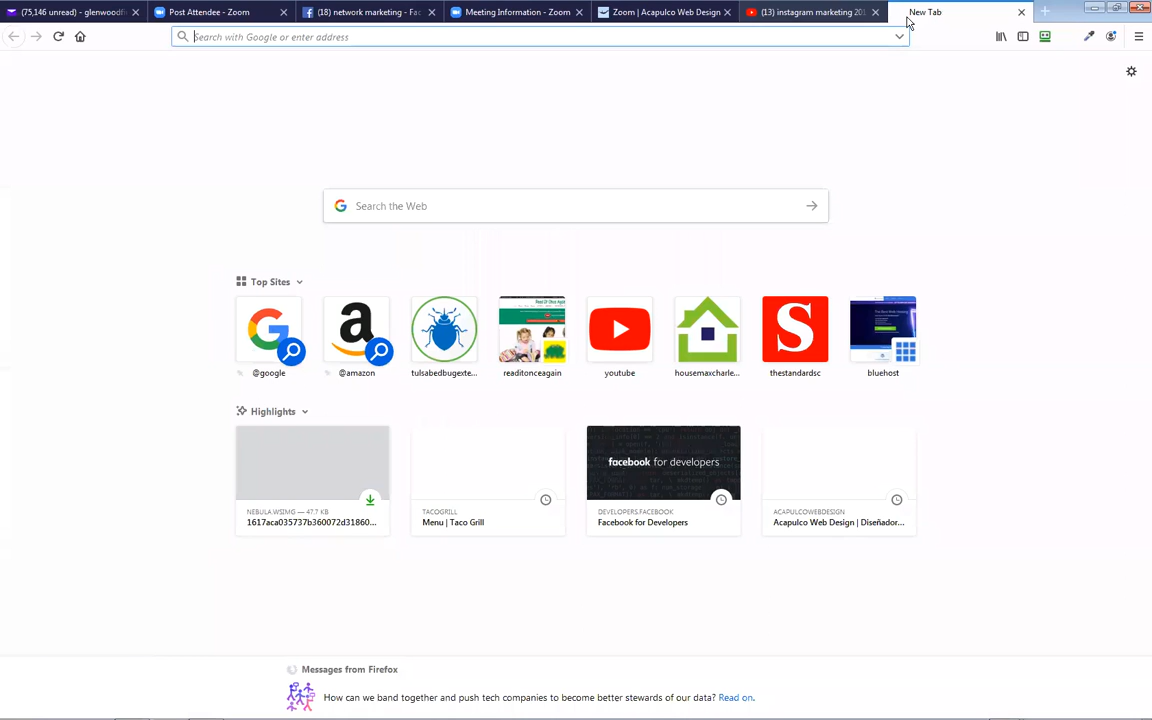 (75,146 unread) - glenwoodfi
Post Attendee - Zoom
(18) network marketing - Fac
Meeting Information - Zoom
Zoom | Acapulco Web Design
(13) instagram marketing 201
New Tab
Search with Google or enter address
Search the Web
Top Sites
@google
@amazon
tulsabedbugexte...
readitonceagain
youtube
housemaxcharle...
thestandardsc
bluehost
Highlights
facebook for developers
NEBULA.WSIMG — 47.7 KB
1617aca035737b360072d31860...
TACOGRILL
Menu | Taco Grill
DEVELOPERS.FACEBOOK
Facebook for Developers
ACAPULCOWEBDESIGN
Acapulco Web Design | Diseñador...
Messages from Firefox
How can we band together and push tech companies to become better stewards of our data? Read on.